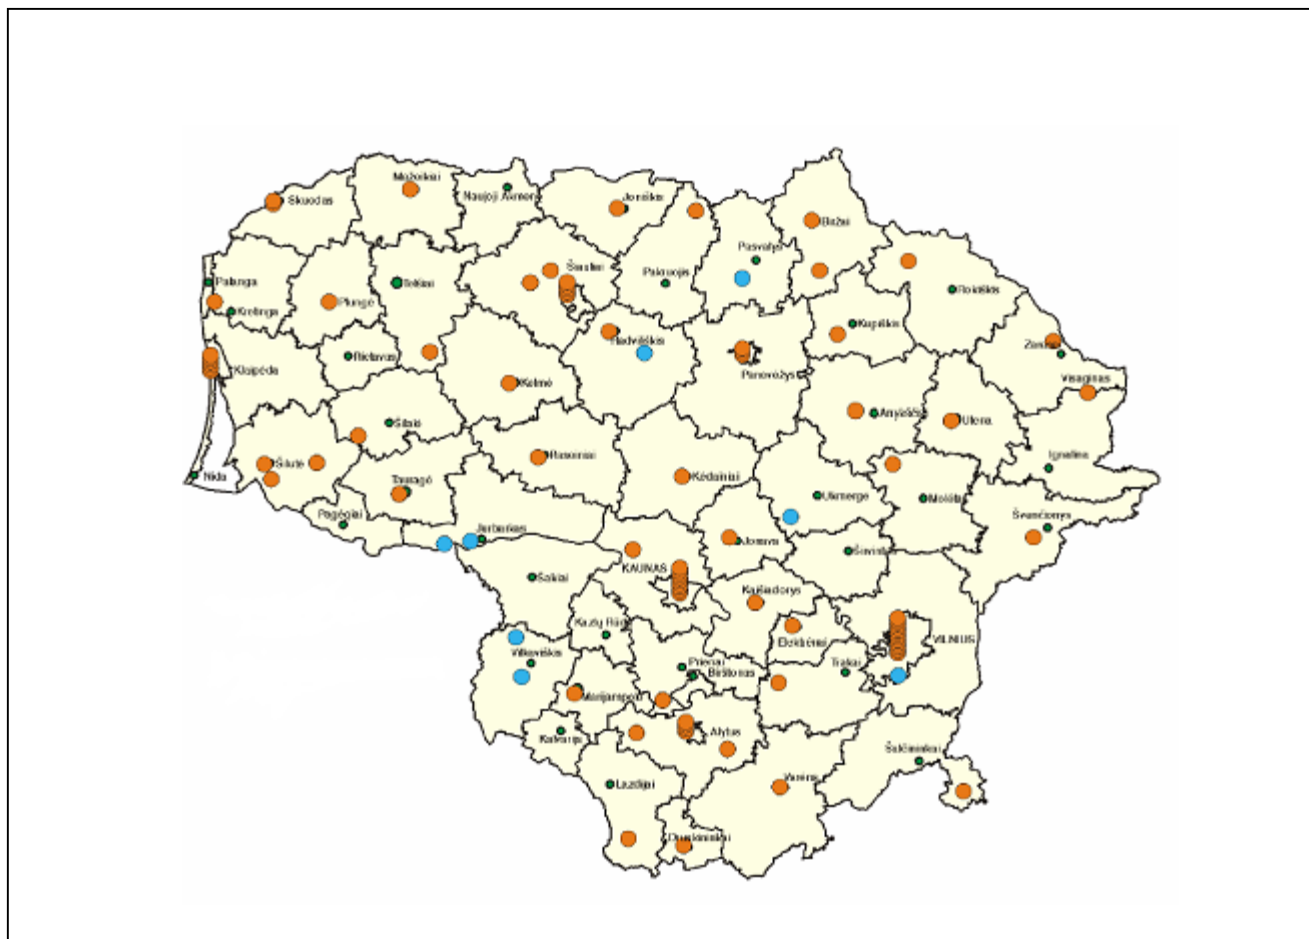 Mažeikiai
Skuodas
Naujoji Akmenė
Joniškis
Biržai
Pasvalys
Šiauliai
Pakruojis
Telšiai
Palanga
Rokiškis
Plungė
Kretinga
Kupiškis
Radviliškis
Zarasai
Rietavas
Klaipėda
Panevėžys
Visaginas
Kelmė
Anykščiai
Utena
Šilalė
Raseiniai
Šilutė
Ignalina
Nida
Kėdainiai
Tauragė
Ukmergė
Molėtai
Pagėgiai
Švenčionys
Jurbarkas
Jonava
Širvintos
KAUNAS
Šakiai
Kaišiadorys
Kazlų Rūda
Elektrėnai
VILNIUS
Vilkaviškis
Prienai
Trakai
Birštonas
Marijampolė
Alytus
Kalvarija
Šalčininkai
Varėna
Lazdijai
Druskininkai